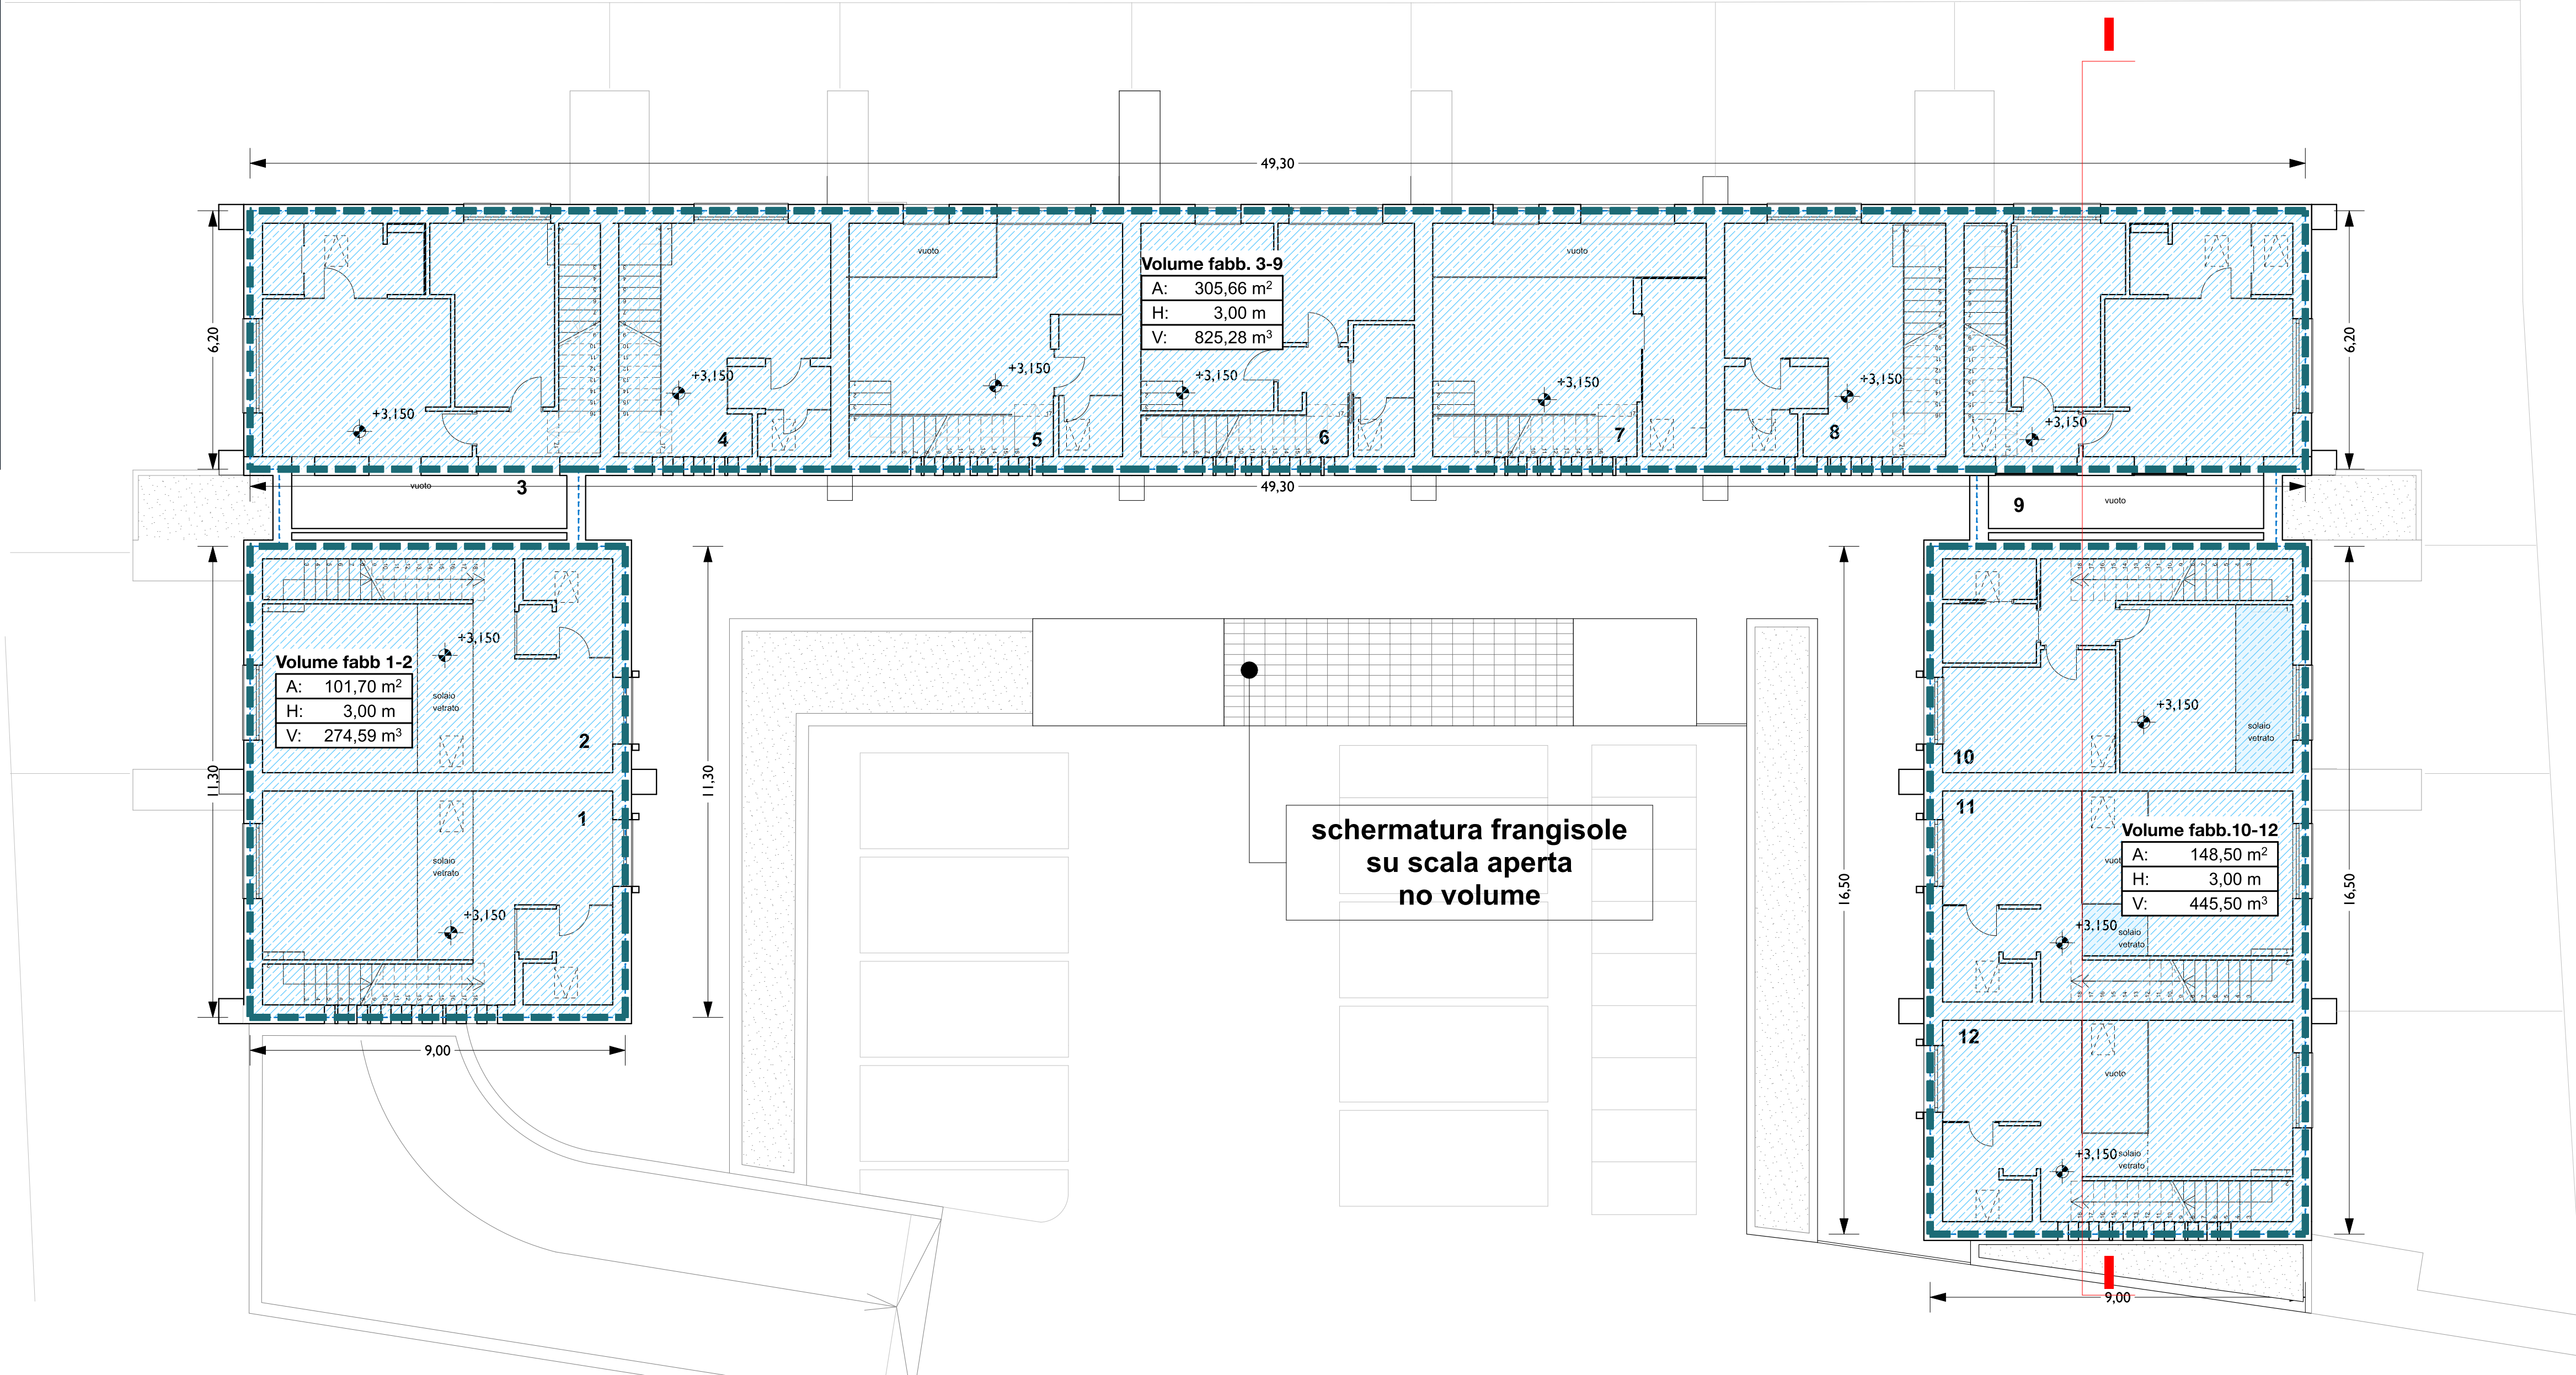 49,30
vuoto
vuoto
Volume fabb. 3-9
A: 305,66 m²
H: 3,00 m
V: 825,28 m³
6,20
6,20
+3,150
+3,150
+3,150
+3,150
+3,150
+3,150
+3,150
4
5
6
7
8
49,30
vuoto
3
9
vuoto
+3,150
Volume fabb 1-2
A: 101,70 m²
H: 3,00 m
V: 274,59 m³
solaio
vetrato
2
11,30
11,30
1
solaio
vetrato
+3,150
9,00
schermatura frangisole
su scala aperta
no volume
+3,150
solaio
vetrato
10
11
Volume fabb.10-12
A: 148,50 m²
H: 3,00 m
V: 445,50 m³
16,50
16,50
+3,150
solaio
vetrato
12
vuoto
+3,150
solaio
vetrato
9,00